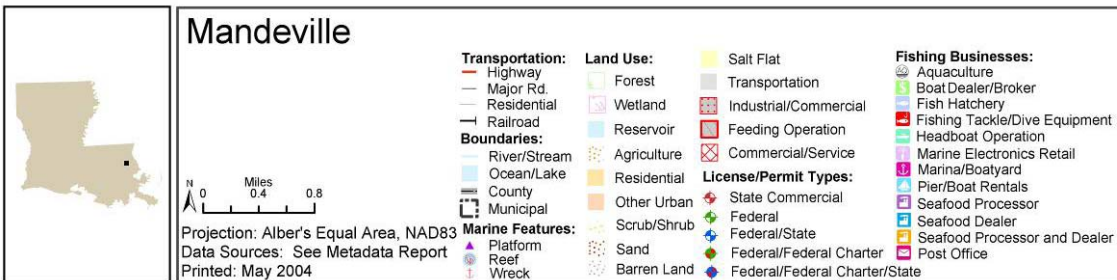 Mandeville
N
Miles
0 0.4 0.8
Projection: Alber's Equal Area, NAD83
Data Sources: See Metadata Report
Printed: May 2004
Transportation:
Highway
Major Rd.
Residential
Railroad
Boundaries:
River/Stream
Ocean/Lake
County
Municipal
Marine Features:
Platform
Reef
Wreck
Land Use:
Forest
Wetland
Reservoir
Agriculture
Residential
Other Urban
Scrub/Shrub
Sand
Barren Land
Salt Flat
Transportation
Industrial/Commercial
Feeding Operation
Commercial/Service
License/Permit Types:
State Commercial
Federal
Federal/State
Federal/Federal Charter
Federal/Federal Charter/State
Fishing Businesses:
Aquaculture
Boat Dealer/Broker
Fish Hatchery
Fishing Tackle/Dive Equipment
Headboat Operation
Marine Electronics Retail
Marina/Boatyard
Pier/Boat Rentals
Seafood Processor
Seafood Dealer
Seafood Processor and Dealer
Post Office